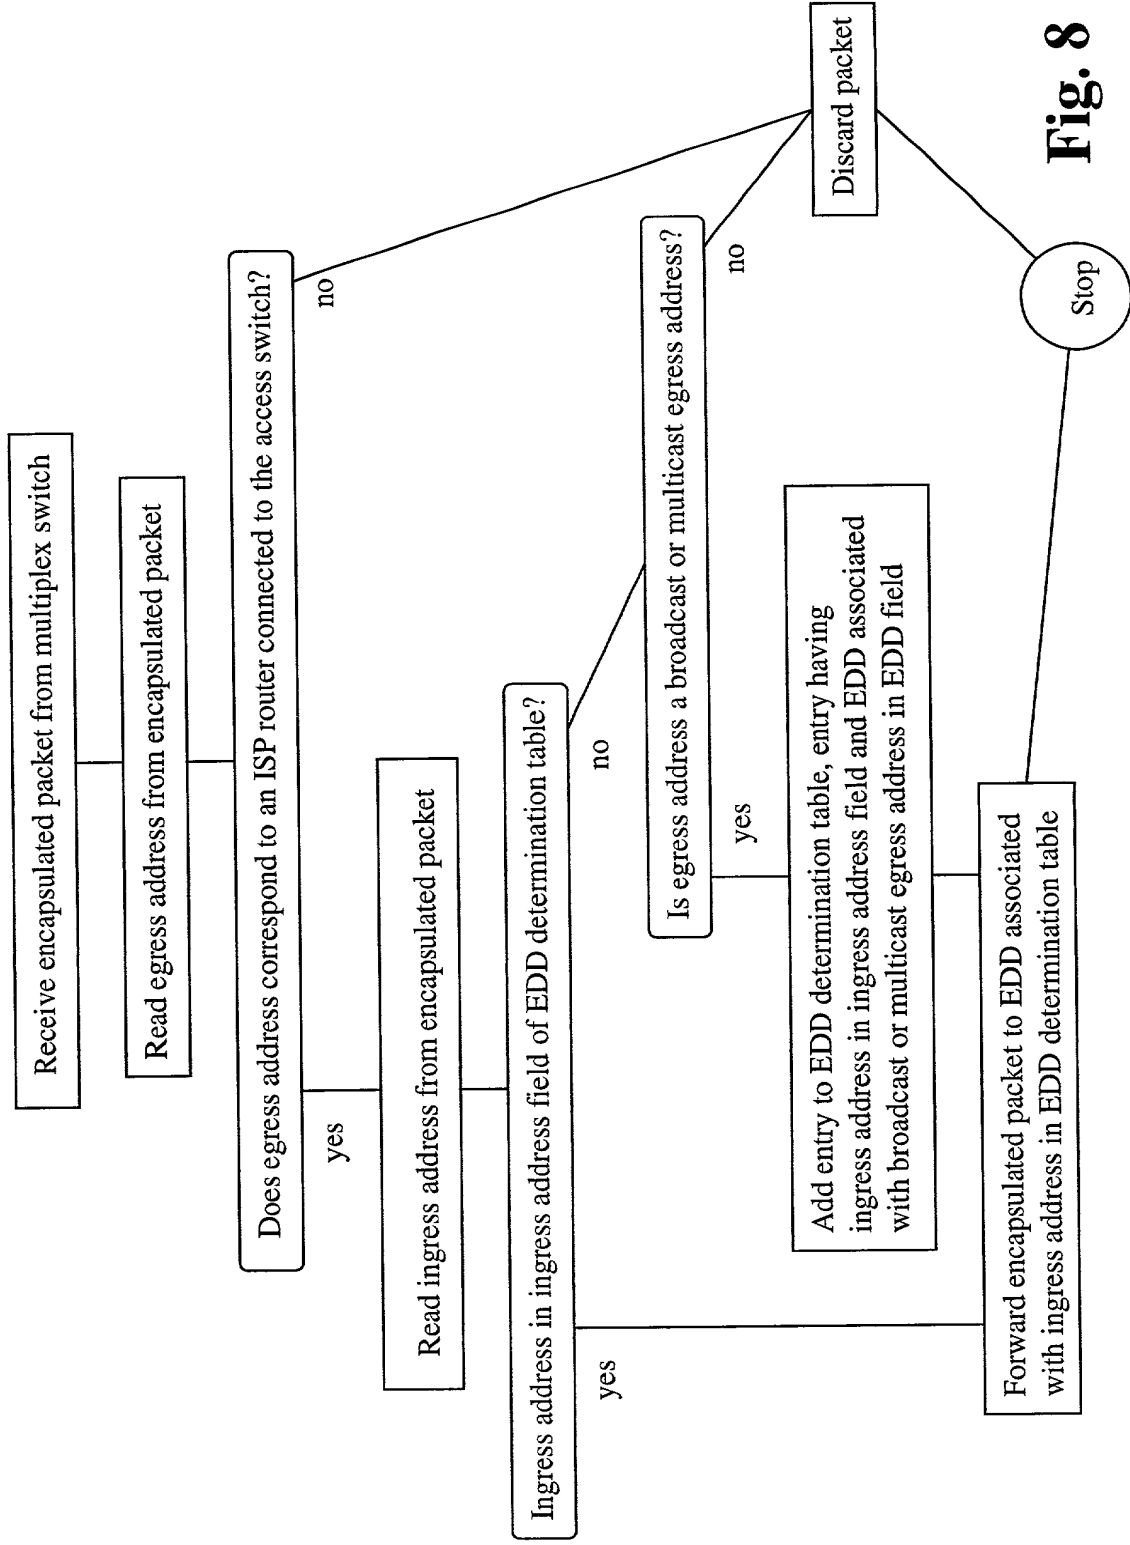 Receive encapsulated packet from multiplex switch
Read egress address from encapsulated packet
Does egress address correspond to an ISP router connected to the access switch?
yes
no
Read ingress address from encapsulated packet
Ingress address in ingress address field of EDD determination table?
yes
no
Is egress address a broadcast or multicast egress address?
yes
no
Add entry to EDD determination table, entry having
ingress address in ingress address field and EDD associated
with broadcast or multicast egress address in EDD field
Discard packet
Forward encapsulated packet to EDD associated
with ingress address in EDD determination table
Stop
Fig. 8